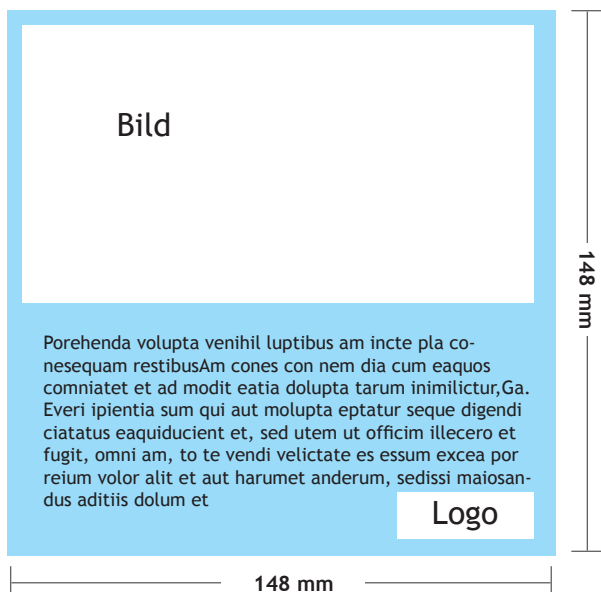 Bild
148 mm
Porehenda volupta venihil luptibus am incte pla co-
nesequam restibusAm cones con nem dia cum eaquos
comniatet et ad modit eatia dolupta tarum inimilictur,Ga.
Everi ipientia sum qui aut molupta eptatur seque digendi
ciatatus eaquiducient et, sed utem ut officim illecero et
fugit, omni am, to te vendi velictate es essum excea por
reium volor alit et aut harumet anderum, sedissi maiosan-
dus aditiis dolum et
Logo
148 mm